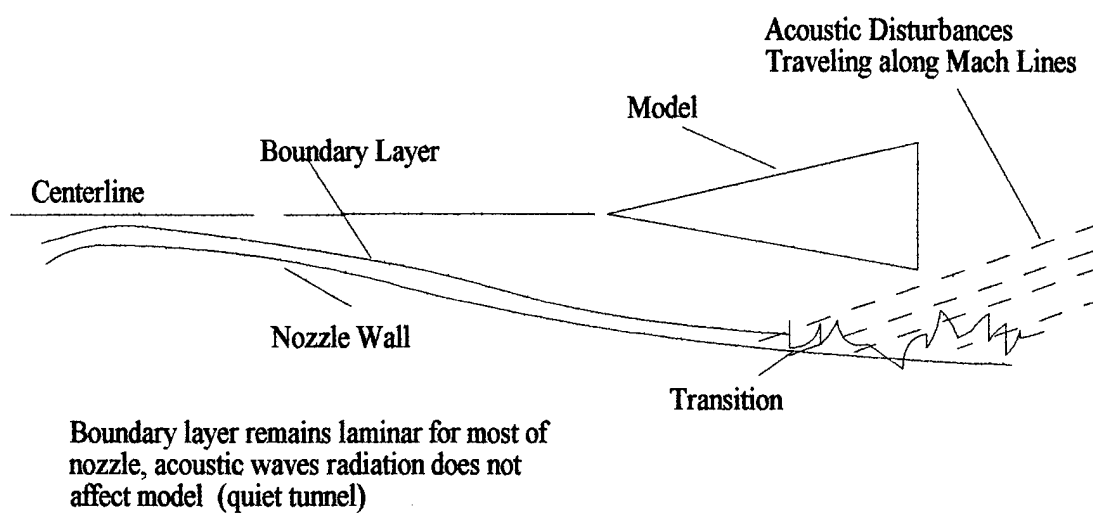 Acoustic Disturbances
Traveling along Mach Lines
Model
Boundary Layer
Centerline
Nozzle Wall
Transition
Boundary layer remains laminar for most of
nozzle, acoustic waves radiation does not
affect model (quiet tunnel)